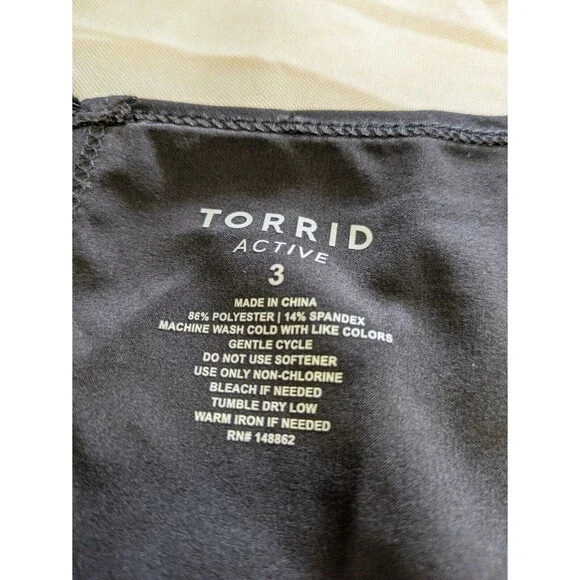 TORRID
ACTIVE
3
MADE IN CHINA
86% POLYESTER | 14% SPANDEX
MACHINE WASH COLD WITH LIKE COLORS
GENTLE CYCLE
DO NOT USE SOFTENER
USE ONLY NON-CHLORINE
BLEACH IF NEEDED
TUMBLE DRY LOW
WARM IRON IF NEEDED
RN# 148862